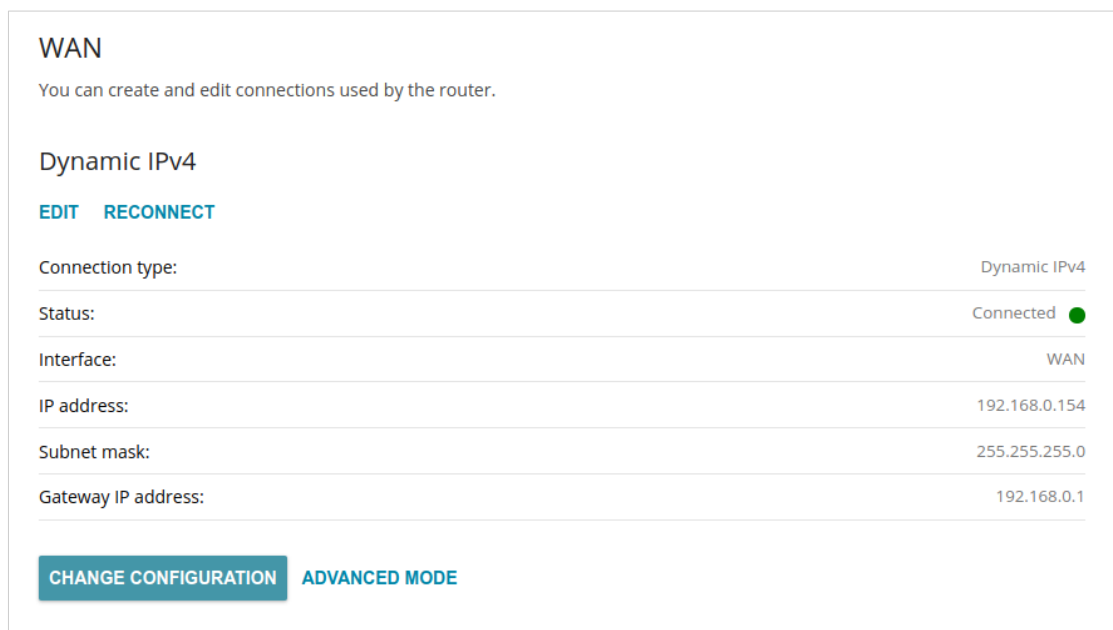 WAN
You can create and edit connections used by the router.
Dynamic IPv4
EDIT RECONNECT
Connection type: Dynamic IPv4
Status: Connected
Interface: WAN
IP address: 192.168.0.154
Subnet mask: 255.255.255.0
Gateway IP address: 192.168.0.1
CHANGE CONFIGURATION ADVANCED MODE